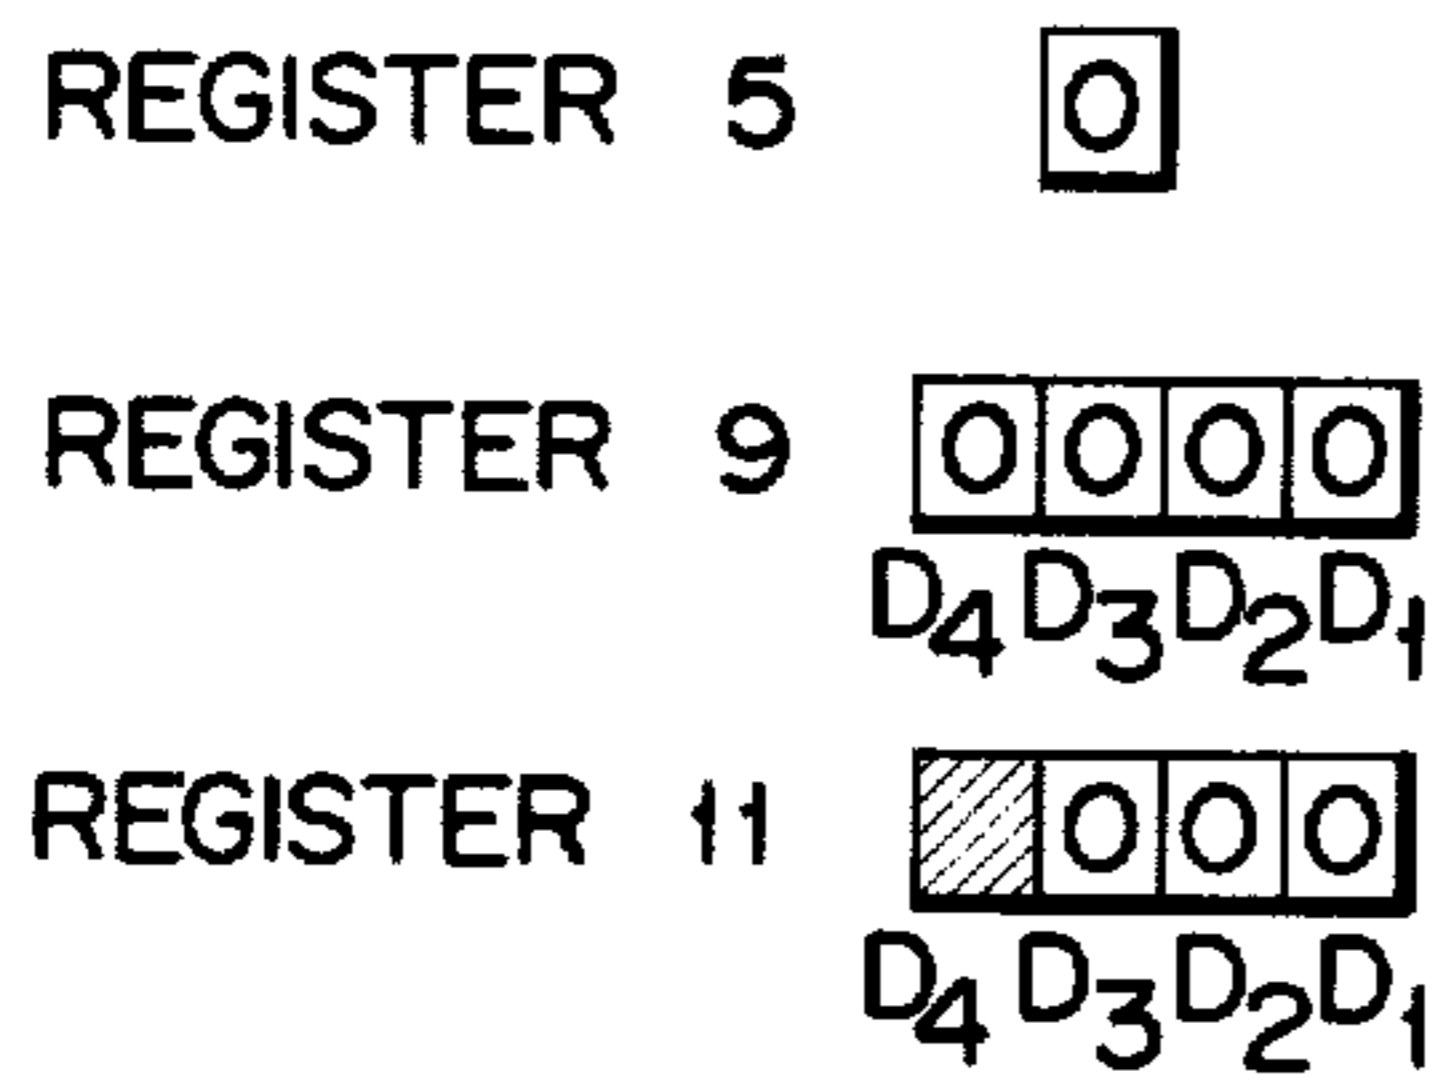 REGISTER 5 0
REGISTER 9 0 0 0 0
D4 D3 D2 D1
REGISTER 11 0 0 0
D4 D3 D2 D1